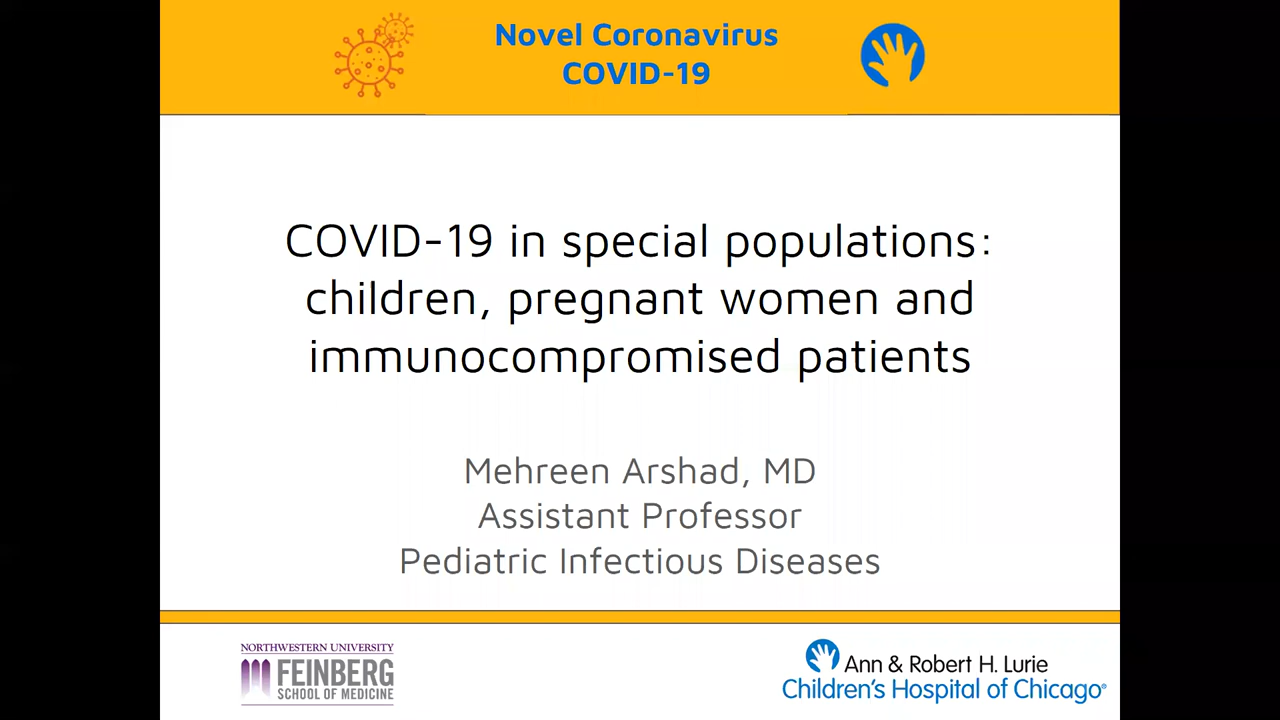 Novel Coronavirus
COVID-19
COVID-19 in special populations:
children, pregnant women and
immunocompromised patients
Mehreen Arshad, MD
Assistant Professor
Pediatric Infectious Diseases
NORTHWESTERN UNIVERSITY
FEINBERG
SCHOOL OF MEDICINE
Ann & Robert H. Lurie
Children's Hospital of Chicago®